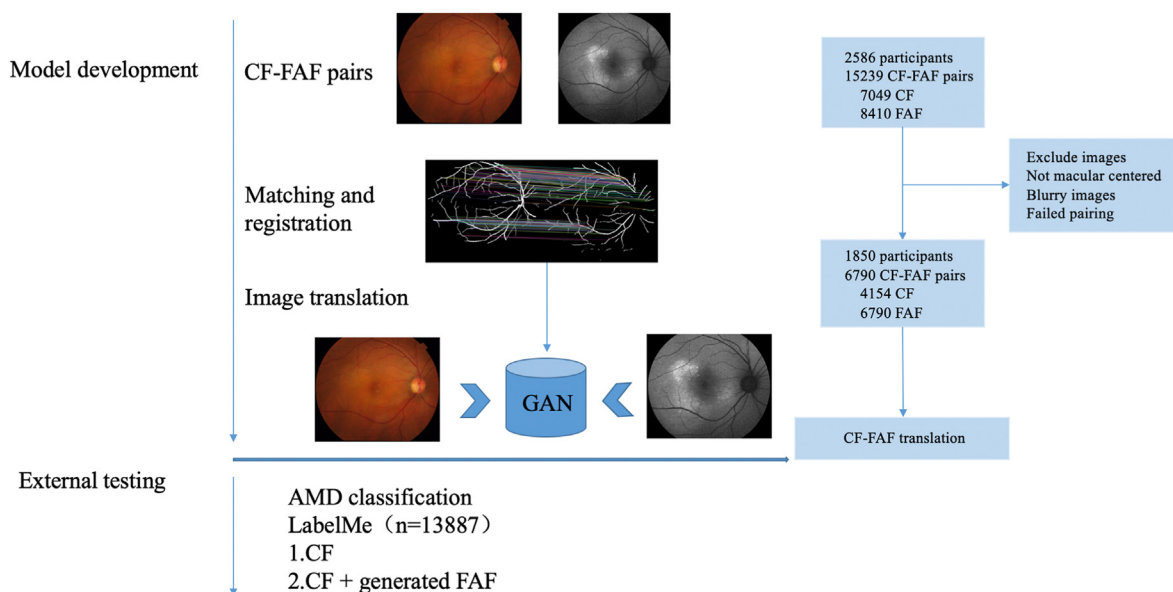 Model development
CF-FAF pairs
Matching and
registration
Image translation
GAN
2586 participants
15239 CF-FAF pairs
7049 CF
8410 FAF
Exclude images
Not macular centered
Blurry images
Failed pairing
1850 participants
6790 CF-FAF pairs
4154 CF
6790 FAF
CF-FAF translation
External testing
AMD classification
LabelMe（n=13887）
1.CF
2.CF + generated FAF